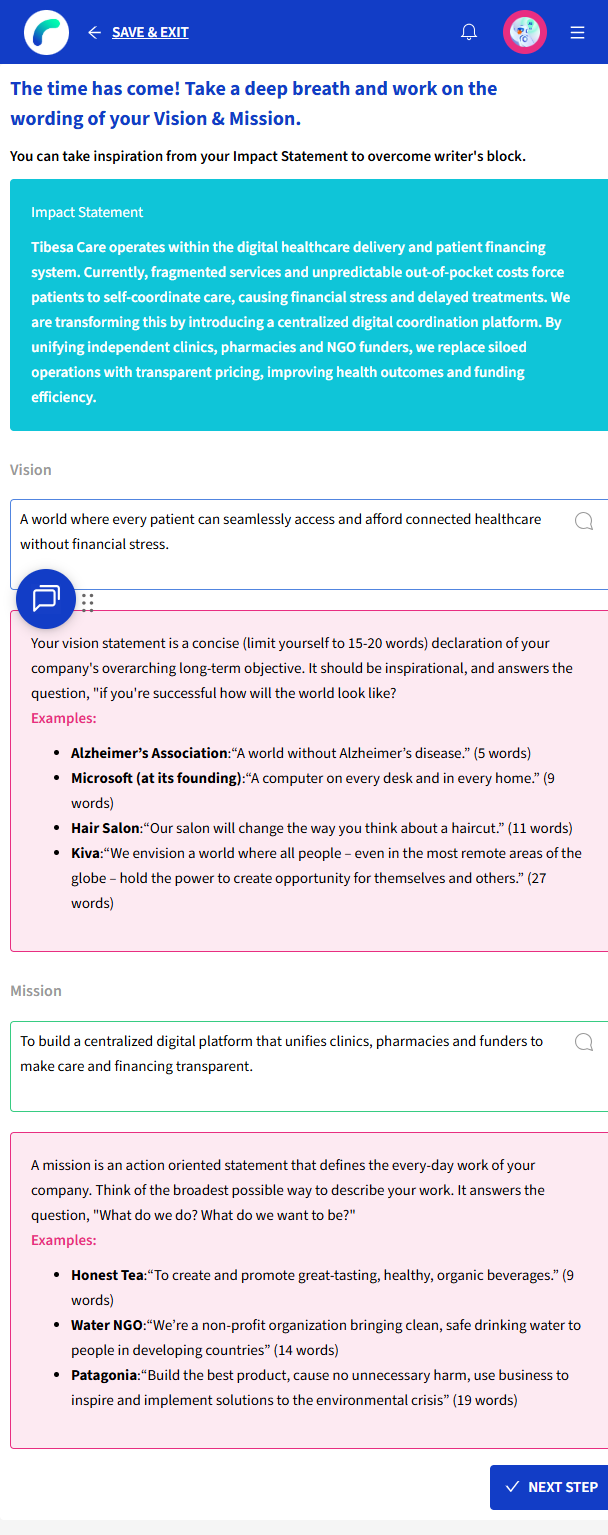 SAVE & EXIT
The time has come! Take a deep breath and work on the
wording of your Vision & Mission.
You can take inspiration from your Impact Statement to overcome writer's block.
Impact Statement
Tibesa Care operates within the digital healthcare delivery and patient financing
system. Currently, fragmented services and unpredictable out-of-pocket costs force
patients to self-coordinate care, causing financial stress and delayed treatments. We
are transforming this by introducing a centralized digital coordination platform. By
unifying independent clinics, pharmacies and NGO funders, we replace siloed
operations with transparent pricing, improving health outcomes and funding
efficiency.
Vision
A world where every patient can seamlessly access and afford connected healthcare
without financial stress.
Your vision statement is a concise (limit yourself to 15-20 words) declaration of your
company's overarching long-term objective. It should be inspirational, and answers the
question, "if you're successful how will the world look like?
Examples:
• Alzheimer’s Association:“A world without Alzheimer’s disease.” (5 words)
• Microsoft (at its founding):“A computer on every desk and in every home.” (9
words)
• Hair Salon:“Our salon will change the way you think about a haircut.” (11 words)
• Kiva:“We envision a world where all people – even in the most remote areas of the
globe – hold the power to create opportunity for themselves and others.” (27
words)
Mission
To build a centralized digital platform that unifies clinics, pharmacies and funders to
make care and financing transparent.
A mission is an action oriented statement that defines the every-day work of your
company. Think of the broadest possible way to describe your work. It answers the
question, "What do we do? What do we want to be?"
Examples:
• Honest Tea:“To create and promote great-tasting, healthy, organic beverages.” (9
words)
• Water NGO:“We’re a non-profit organization bringing clean, safe drinking water to
people in developing countries” (14 words)
• Patagonia:“Build the best product, cause no unnecessary harm, use business to
inspire and implement solutions to the environmental crisis” (19 words)
NEXT STEP